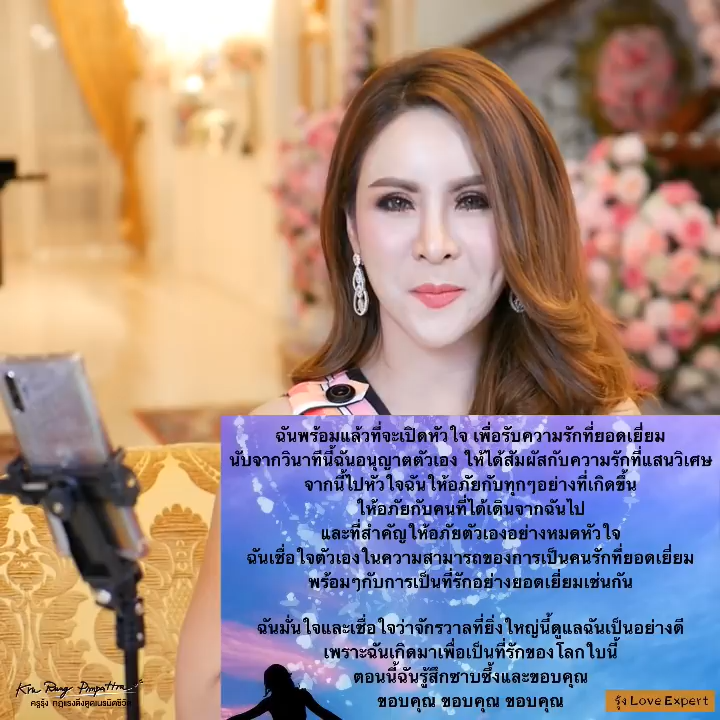 ฉันพร้อมแล้วที่จะเปิดหัวใจ เพื่อรับความรักที่ยอดเยี่ยม
นับจากวินาทีนี้ฉันอนุญาตตัวเอง ให้ได้สัมผัสกับความรักที่แสนวิเศษ
จากนี้ไปหัวใจฉันให้อภัยกับทุกๆอย่างที่เกิดขึ้น
ให้อภัยกับคนที่ได้เดินจากฉันไป
และที่สำคัญให้อภัยตัวเองอย่างหมดหัวใจ
ฉันเชื่อใจตัวเองในความสามารถของการเป็นคนรักที่ยอดเยี่ยม
พร้อมๆกับการเป็นที่รักอย่างยอดเยี่ยมเช่นกัน
ฉันมั่นใจและเชื่อใจว่าจักรวาลที่ยิ่งใหญ่นี้ดูแลฉันเป็นอย่างดี
เพราะฉันเกิดมาเพื่อเป็นที่รักของโลกใบนี้
ตอนนี้ฉันรู้สึกซาบซึ้งและขอบคุณ
ขอบคุณ ขอบคุณ ขอบคุณ
ครูรุ้ง กฎแรงดึงดูดเนรมิตชีวิต
รุ้ง Love Expert